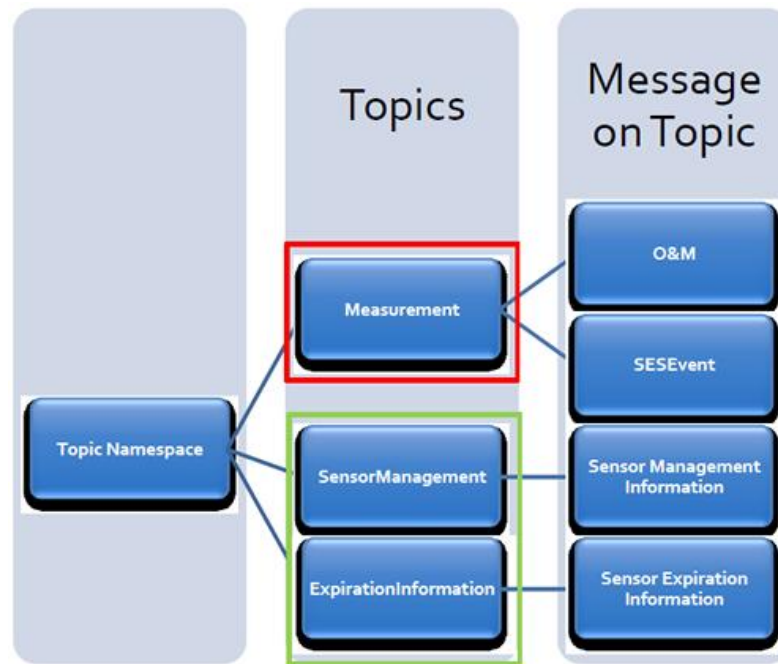 Topics
Message
on Topic
Topic Namespace
Measurement
SensorManagement
ExpirationInformation
O&M
SESEvent
Sensor Management
Information
Sensor Expiration
Information